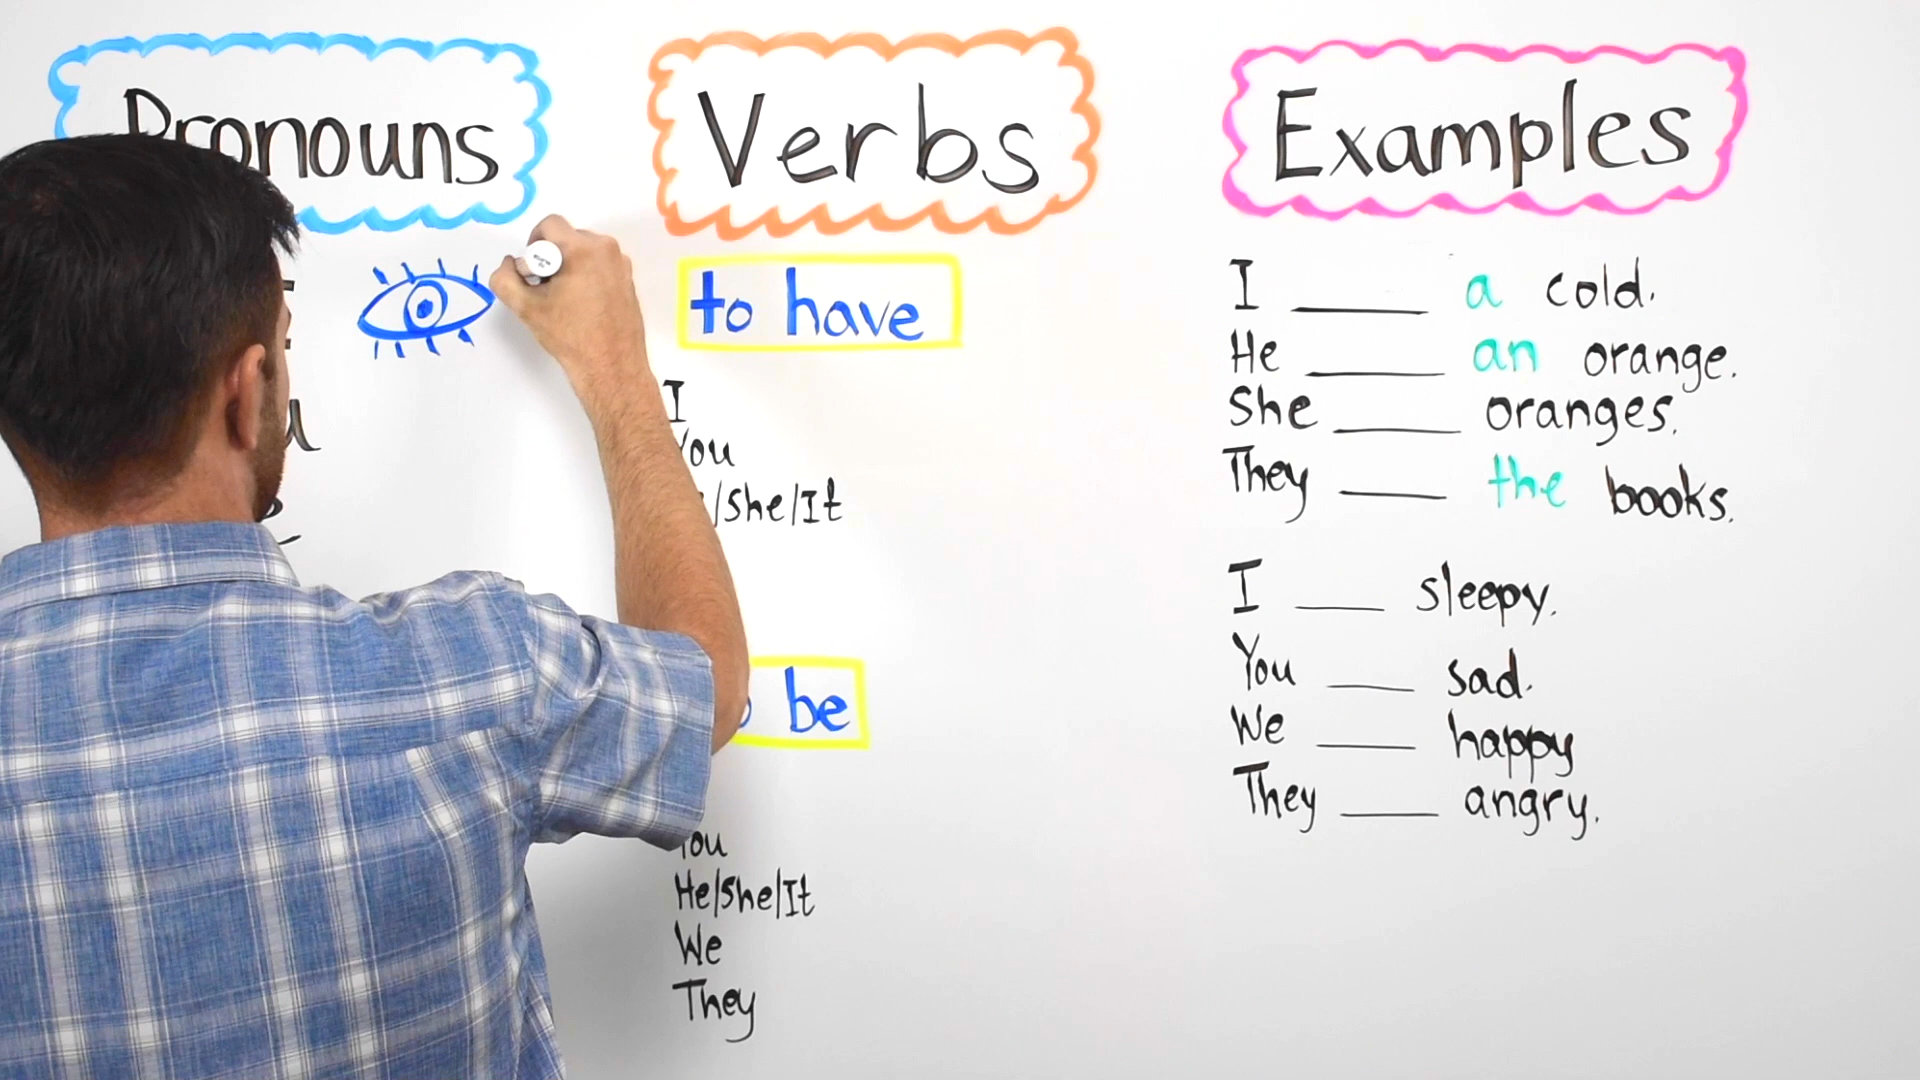 Pronouns
Verbs
to have
I
You
/She/It
be
You
He/She/It
We
They
Examples
I ____ a cold.
He ____ an orange.
She ____ oranges.
They ____ the books.
I ____ sleepy.
You ____ sad.
We ____ happy
They ____ angry.